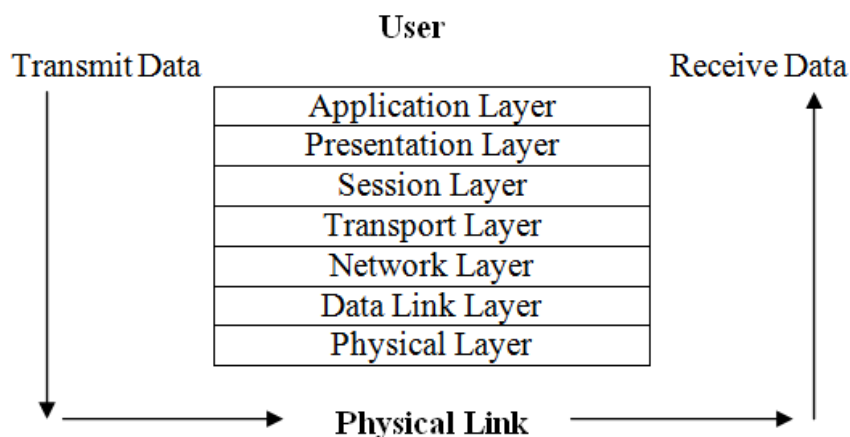 User
Transmit Data
Receive Data
Application Layer
Presentation Layer
Session Layer
Transport Layer
Network Layer
Data Link Layer
Physical Layer
Physical Link